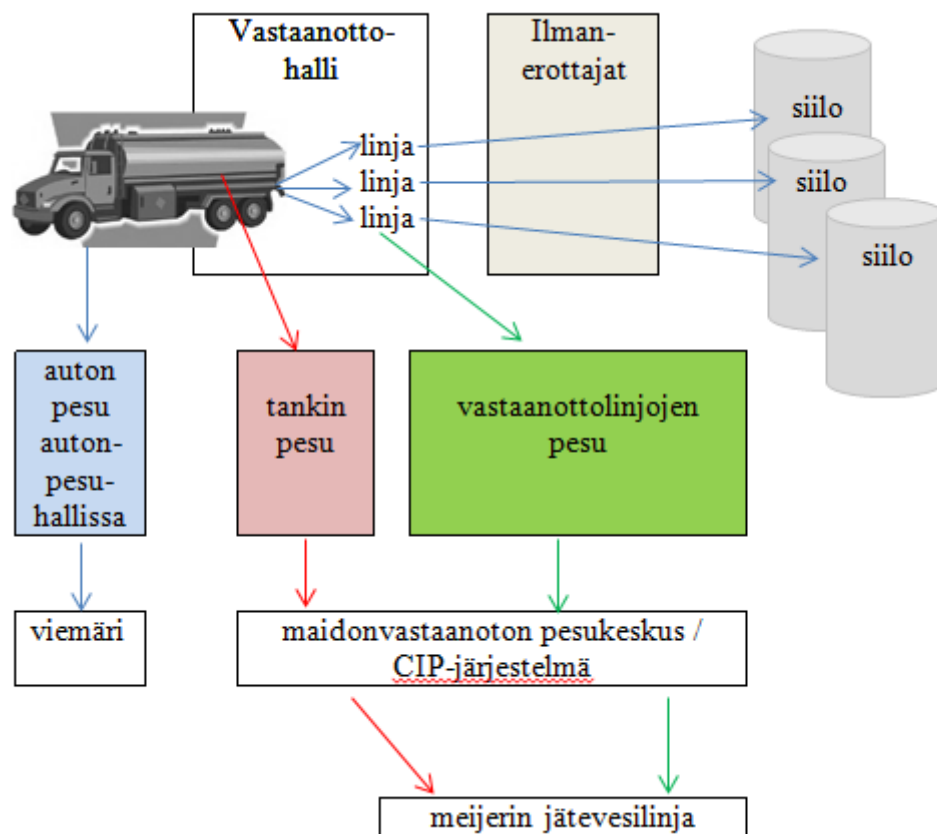 Vastaanotto-
halli
Ilman-
erottajat
siilo
linja
linja
siilo
linja
siilo
auton
pesu
auton-
pesu-
hallissa
tankin
pesu
vastaanottolinjojen
pesu
viemäri
maidonvastaanoton pesukeskus /
CIP-järjestelmä
meijerin jätevesilinja